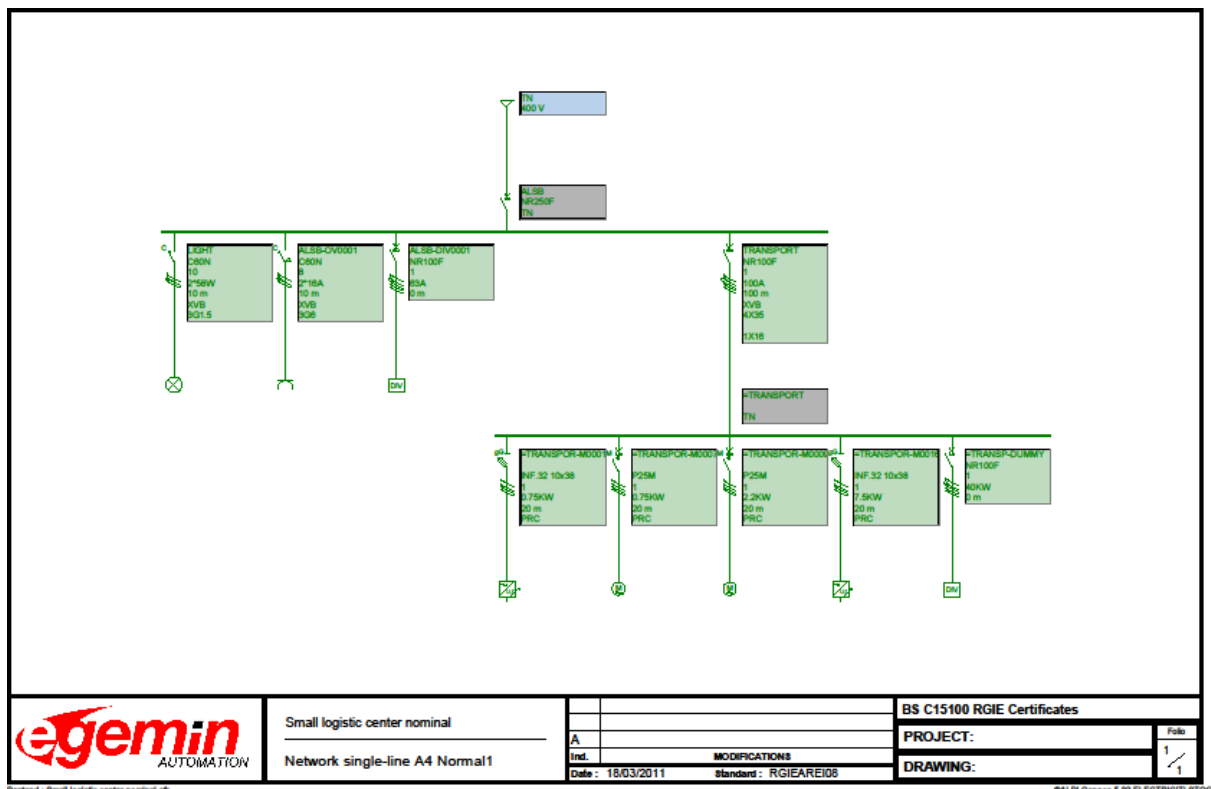 TN
400 V
ALSB
NR250F
TN
C
LIGHT
C60N
10
2*58W
10 m
XVB
3G1.5
C
ALSB-OV0001
C60N
8
2*16A
10 m
XVB
3G6
ALSB-DIV0001
NR100F
1
63A
0 m
DIV
TRANSPORT
NR100F
1
100A
100 m
XVB
4X35
1X16
=TRANSPORT
TN
gG
=TRANSPOR-M0001
INF.32 10x38
1
0.75KW
20 m
PRC
M
P25M
1
0.75KW
20 m
PRC
M
M
P25M
1
2.2KW
20 m
PRC
M
gG
=TRANSPOR-M0016
INF.32 10x38
1
7.5KW
20 m
PRC
=TRANSP-DUMMY
NR100F
1
40KW
0 m
DIV
egemin
AUTOMATION
Small logistic center nominal
Network single-line A4 Normal1
A
Ind.
MODIFICATIONS
Date : 18/03/2011
Standard : RGIEAREI08
BS C15100 RGIE Certificates
PROJECT:
DRAWING:
Folio
1
1